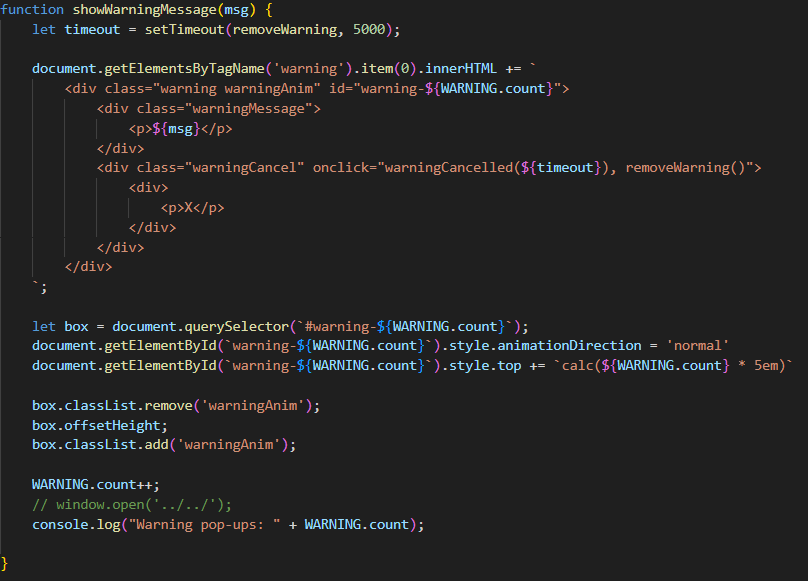 function showWarningMessage(msg) {
let timeout = setTimeout(removeWarning, 5000);
document.getElementsByTagName('warning').item(0).innerHTML += `
<div class="warning warningAnim" id="warning-${WARNING.count}">
<div class="warningMessage">
<p>${msg}</p>
</div>
<div class="warningCancel" onclick="warningCancelled(${timeout}), removeWarning()">
<div>
<p>X</p>
</div>
</div>
</div>
`;
let box = document.querySelector(`#warning-${WARNING.count}`);
document.getElementById(`warning-${WARNING.count}`).style.animationDirection = 'normal'
document.getElementById(`warning-${WARNING.count}`).style.top += `calc(${WARNING.count} * 5em)`
box.classList.remove('warningAnim');
box.offsetHeight;
box.classList.add('warningAnim');
WARNING.count++;
// window.open('../../');
console.log("Warning pop-ups: " + WARNING.count);
}